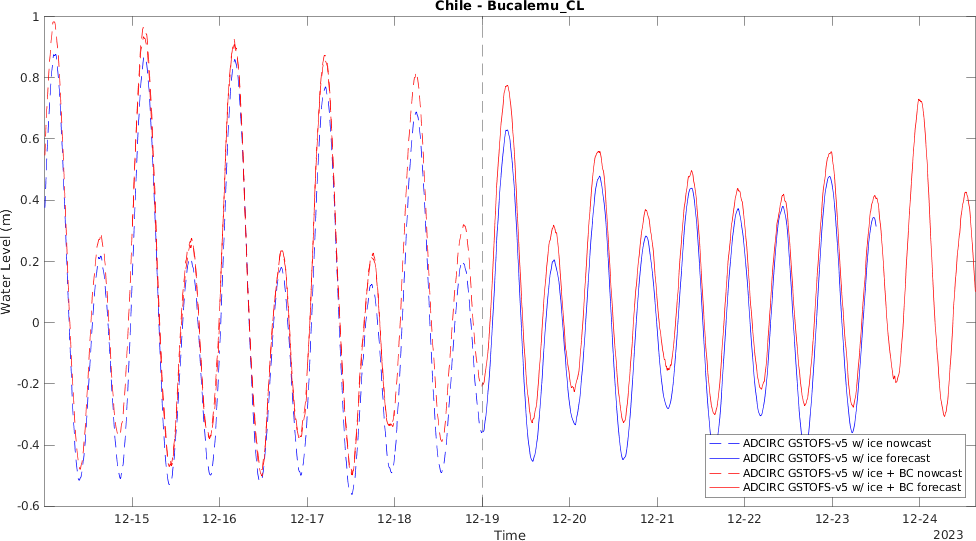 Chile - Bucalemu_CL
1
0.8
0.6
0.4
0.2
0
-0.2
-0.4
-0.6
Water Level (m)
12-15
12-16
12-17
12-18
12-19
12-20
12-21
12-22
12-23
12-24
Time
2023
ADCIRC GSTOFS-v5 w/ ice nowcast
ADCIRC GSTOFS-v5 w/ ice forecast
ADCIRC GSTOFS-v5 w/ ice + BC nowcast
ADCIRC GSTOFS-v5 w/ ice + BC forecast